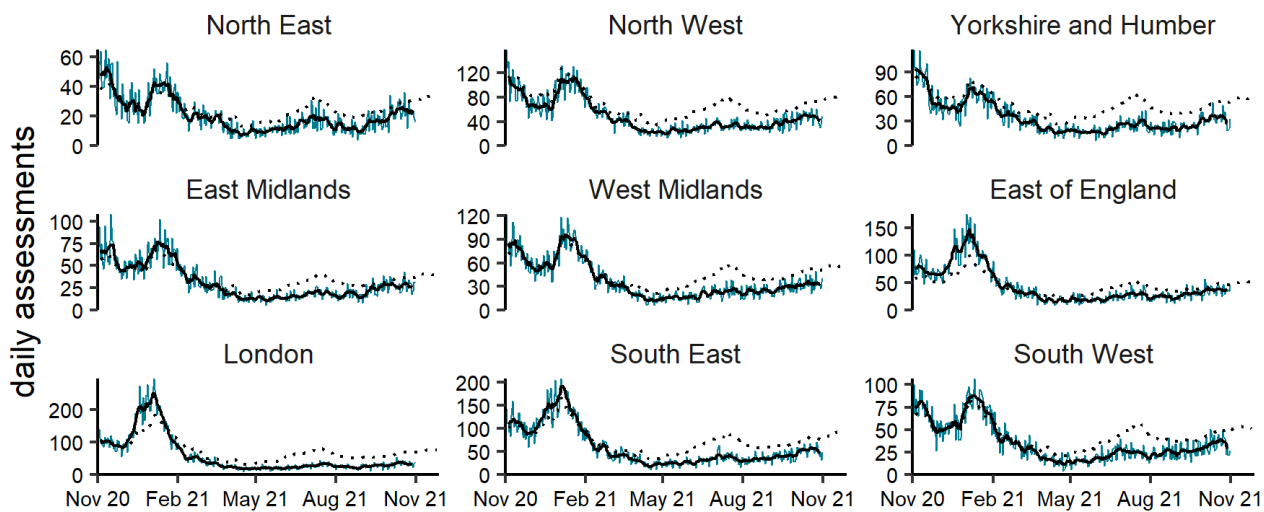 North East North West Yorkshire and Humber
60 120 90
40 80 60
20 40 30
0 0 0
East Midlands West Midlands East of England
100 120 150
75 90 100
50 60 50
25 30 0
0 0
London South East South West
200 200 100
100 150 75
0 100 50
50 25
0 0
Nov 20 Feb 21 May 21 Aug 21 Nov 21 Nov 20 Feb 21 May 21 Aug 21 Nov 21 Nov 20 Feb 21 May 21 Aug 21 Nov 21
daily assessments